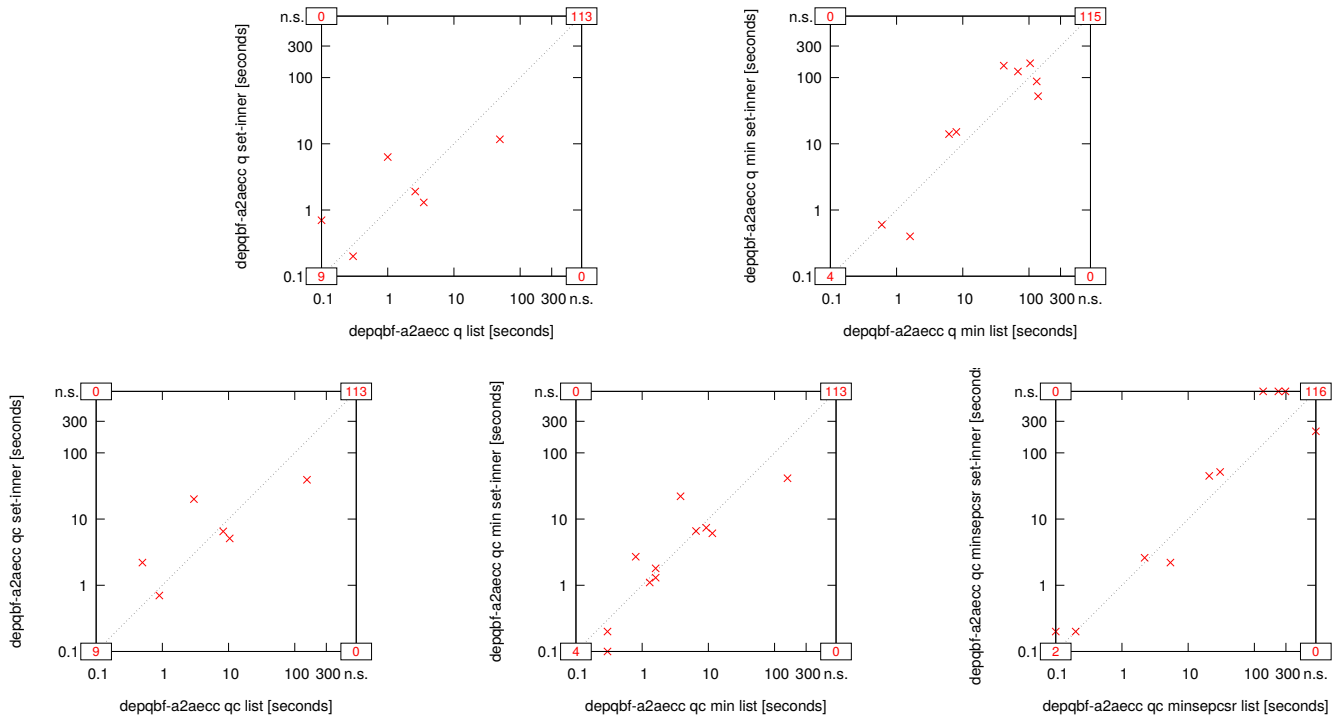 depqbf-a2aecc q set-inner [seconds]
n.s.
300
100
10
1
0.1
0
113
9
0
0.1 1 10 100 300 n.s.
depqbf-a2aecc q list [seconds]
depqbf-a2aecc q min set-inner [seconds]
n.s.
300
100
10
1
0.1
0
115
4
0
0.1 1 10 100 300 n.s.
depqbf-a2aecc q min list [seconds]
depqbf-a2aecc qc set-inner [seconds]
n.s.
300
100
10
1
0.1
0
113
9
0
0.1 1 10 100 300 n.s.
depqbf-a2aecc qc list [seconds]
depqbf-a2aecc qc min set-inner [seconds]
n.s.
300
100
10
1
0.1
0
113
4
0
0.1 1 10 100 300 n.s.
depqbf-a2aecc qc min list [seconds]
depqbf-a2aecc qc minsepcsr set-inner [second
n.s.
300
100
10
1
0.1
0
116
2
0
0.1 1 10 100 300 n.s.
depqbf-a2aecc qc minsepcsr list [seconds]